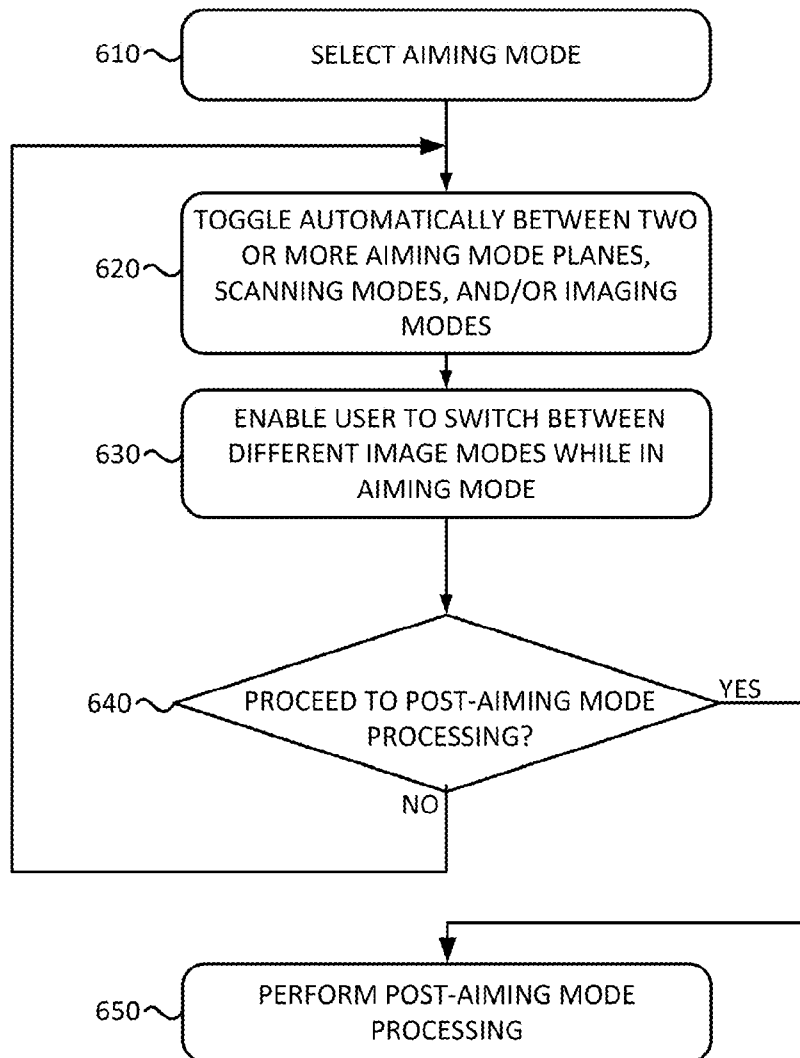 610
SELECT AIMING MODE
620
TOGGLE AUTOMATICALLY BETWEEN TWO
OR MORE AIMING MODE PLANES,
SCANNING MODES, AND/OR IMAGING
MODES
630
ENABLE USER TO SWITCH BETWEEN
DIFFERENT IMAGE MODES WHILE IN
AIMING MODE
640
PROCEED TO POST-AIMING MODE
PROCESSING?
YES
NO
650
PERFORM POST-AIMING MODE
PROCESSING